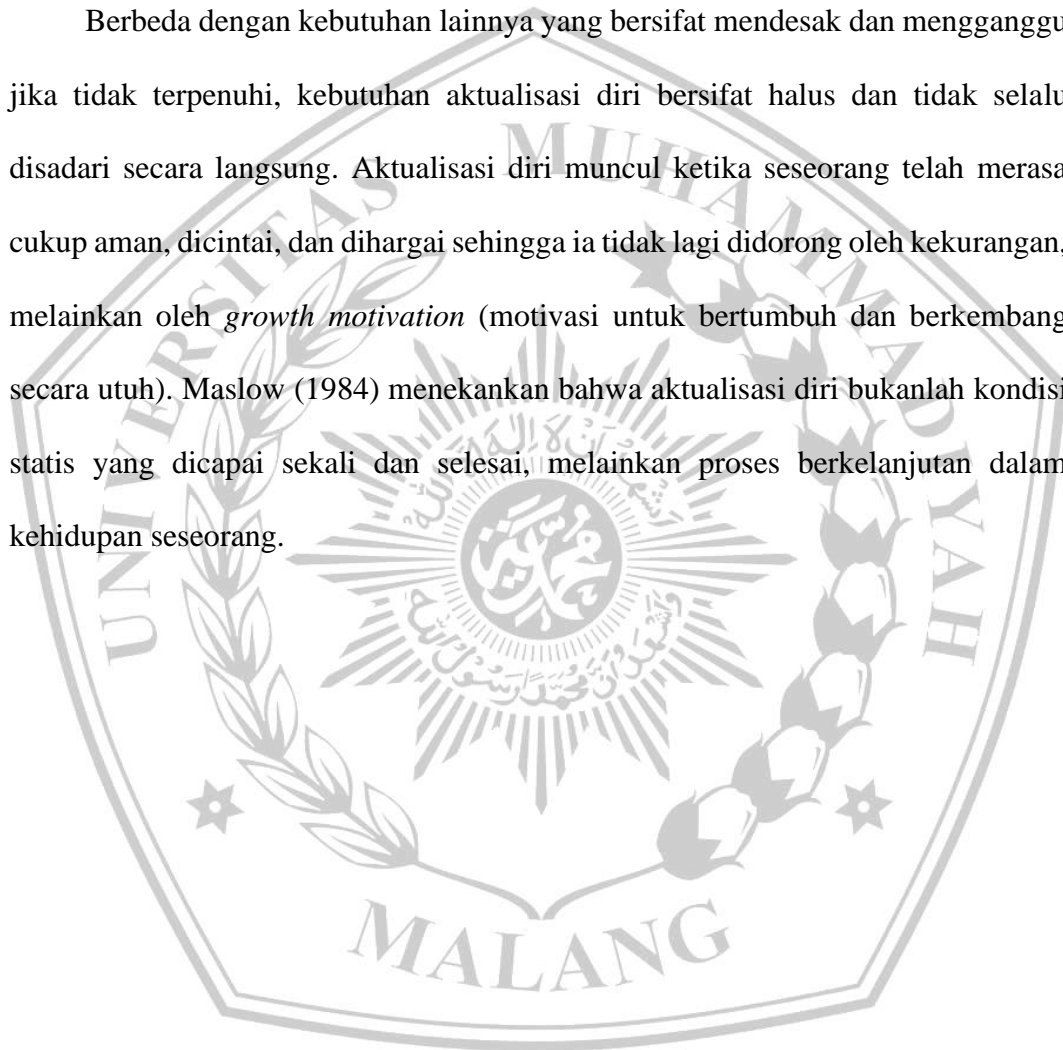 Berbeda dengan kebutuhan lainnya yang bersifat mendesak dan mengganggu
jika tidak terpenuhi, kebutuhan aktualisasi diri bersifat halus dan tidak selalu
disadari secara langsung. Aktualisasi diri muncul ketika seseorang telah merasa
cukup aman, dicintai, dan dihargai sehingga ia tidak lagi didorong oleh kekurangan,
melainkan oleh growth motivation (motivasi untuk bertumbuh dan berkembang
secara utuh). Maslow (1984) menekankan bahwa aktualisasi diri bukanlah kondisi
statis yang dicapai sekali dan selesai, melainkan proses berkelanjutan dalam
kehidupan seseorang.
UNIVERSITAS MUHAMMADIYAH
MALANG